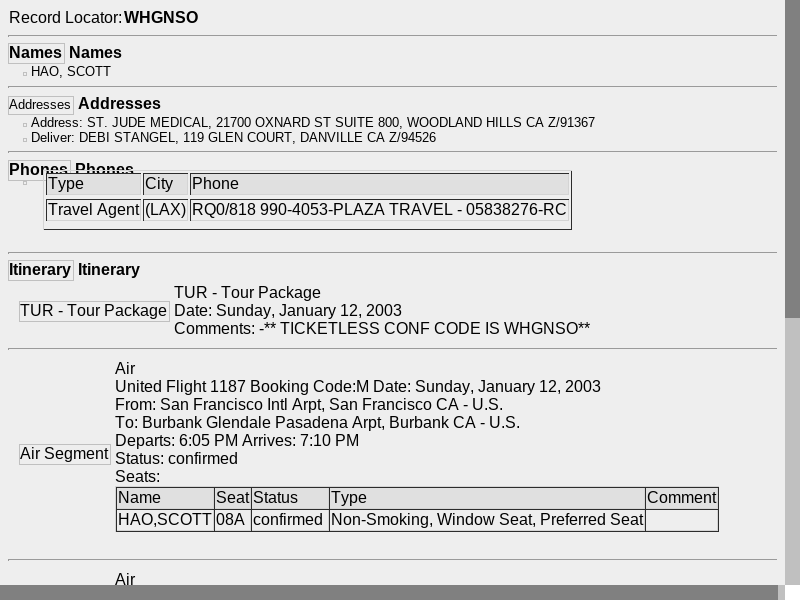 Record Locator:WHGNSO
Names Names
HAO, SCOTT
Addresses Addresses
Address: ST. JUDE MEDICAL, 21700 OXNARD ST SUITE 800, WOODLAND HILLS CA Z/91367
Deliver: DEBI STANGEL, 119 GLEN COURT, DANVILLE CA Z/94526
Phones Phones
Type City Phone
Travel Agent (LAX) RQ0/818 990-4053-PLAZA TRAVEL - 05838276-RC
Itinerary Itinerary
TUR - Tour Package
TUR - Tour Package
Date: Sunday, January 12, 2003
Comments: -** TICKETLESS CONF CODE IS WHGNSO**
Air Segment
Air
United Flight 1187 Booking Code:M Date: Sunday, January 12, 2003
From: San Francisco Intl Arpt, San Francisco CA - U.S.
To: Burbank Glendale Pasadena Arpt, Burbank CA - U.S.
Departs: 6:05 PM Arrives: 7:10 PM
Status: confirmed
Seats:
Name Seat Status Type Comment
HAO,SCOTT 08A confirmed Non-Smoking, Window Seat, Preferred Seat
Air